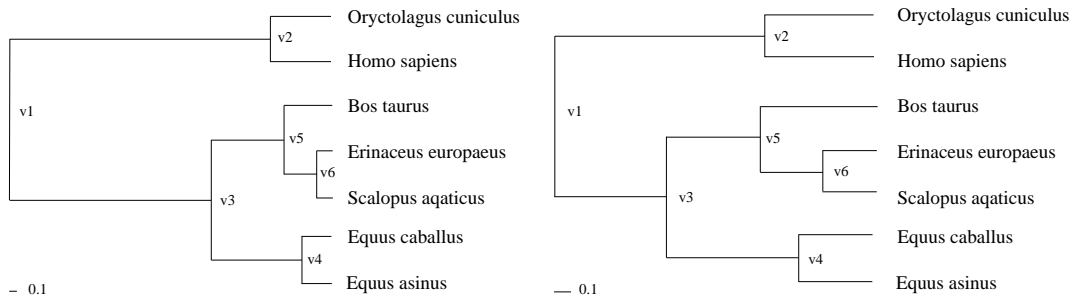 Oryctolagus cuniculus
v2
Homo sapiens
v1
Bos taurus
v5
Erinaceus europaeus
v6
Scalopus aqaticus
v3
Equus caballus
v4
Equus asinus
0.1
Oryctolagus cuniculus
v2
Homo sapiens
v1
Bos taurus
v5
Erinaceus europaeus
v6
Scalopus aqaticus
v3
Equus caballus
v4
Equus asinus
0.1